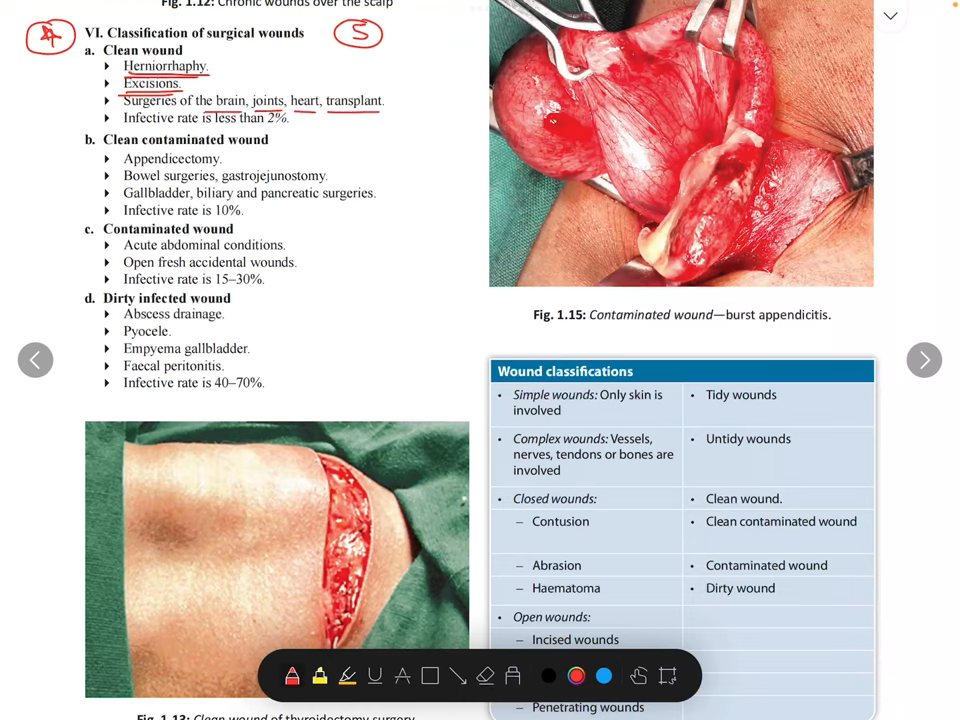 Fig. 1.12: Chronic wounds over the scalp
VI. Classification of surgical wounds
5
a. Clean wound
Herniorrhaphy.
Excisions.
Surgeries of the brain, joints, heart, transplant.
Infective rate is less than 2%.
b. Clean contaminated wound
Appendicectomy.
Bowel surgeries, gastrojejunostomy.
Gallbladder, biliary and pancreatic surgeries.
Infective rate is 10%.
c. Contaminated wound
Acute abdominal conditions.
Open fresh accidental wounds.
Infective rate is 15–30%.
d. Dirty infected wound
Abscess drainage.
Pyocele.
Empyema gallbladder.
Faecal peritonitis.
Infective rate is 40–70%.
Fig. 1.13: Clean wound of thyroidectomy surgery
Fig. 1.15: Contaminated wound—burst appendicitis.
Wound classifications
• Simple wounds: Only skin is
involved
• Tidy wounds
• Complex wounds: Vessels,
nerves, tendons or bones are
involved
• Untidy wounds
• Closed wounds:
• Clean wound.
– Contusion
• Clean contaminated wound
– Abrasion
• Contaminated wound
– Haematoma
• Dirty wound
• Open wounds:
– Incised wounds
– Penetrating wounds